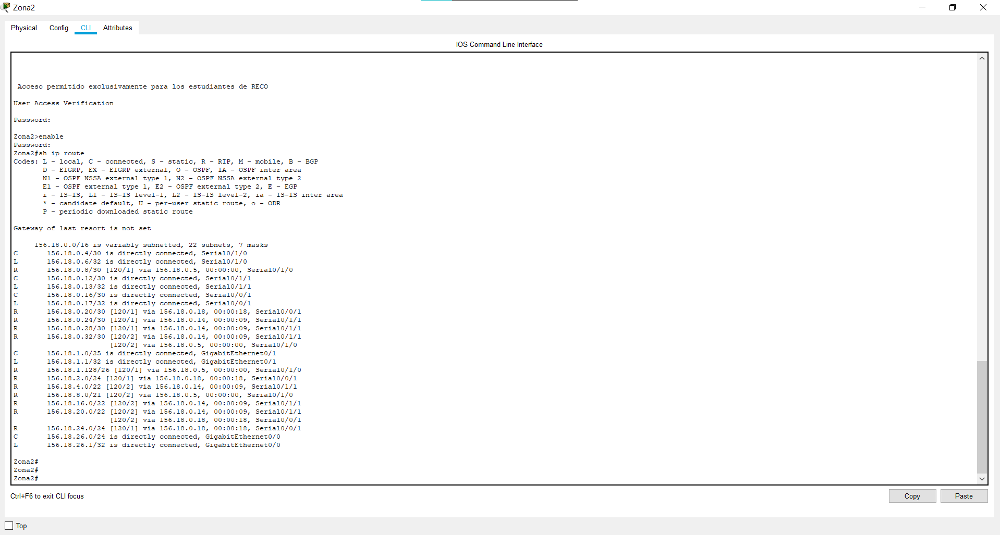 Zona2
Physical Config CLI Attributes
IOS Command Line Interface
Acceso permitido exclusivamente para los estudiantes de RECO
User Access Verification
Password:
Zona2>enable
Password:
Zona2#sh ip route
Codes: L - local, C - connected, S - static, R - RIP, M - mobile, B - BGP
D - EIGRP, EX - EIGRP external, O - OSPF, IA - OSPF inter area
N1 - OSPF NSSA external type 1, N2 - OSPF NSSA external type 2
E1 - OSPF external type 1, E2 - OSPF external type 2, E - EGP
i - IS-IS, L1 - IS-IS level-1, L2 - IS-IS level-2, ia - IS-IS inter area
* - candidate default, U - per-user static route, o - ODR
P - periodic downloaded static route
Gateway of last resort is not set
156.18.0.0/16 is variably subnetted, 22 subnets, 7 masks
C 156.18.0.4/30 is directly connected, Serial0/1/0
L 156.18.0.6/32 is directly connected, Serial0/1/0
R 156.18.0.8/30 [120/1] via 156.18.0.5, 00:00:00, Serial0/1/0
C 156.18.0.12/30 is directly connected, Serial0/1/1
L 156.18.0.13/32 is directly connected, Serial0/1/1
C 156.18.0.16/30 is directly connected, Serial0/0/1
L 156.18.0.17/32 is directly connected, Serial0/0/1
R 156.18.0.20/30 [120/1] via 156.18.0.18, 00:00:18, Serial0/0/1
R 156.18.0.24/30 [120/1] via 156.18.0.14, 00:00:09, Serial0/1/1
R 156.18.0.28/30 [120/1] via 156.18.0.14, 00:00:09, Serial0/1/1
R 156.18.0.32/30 [120/2] via 156.18.0.14, 00:00:09, Serial0/1/1
[120/2] via 156.18.0.5, 00:00:00, Serial0/1/0
C 156.18.1.0/25 is directly connected, GigabitEthernet0/1
L 156.18.1.1/32 is directly connected, GigabitEthernet0/1
R 156.18.1.128/26 [120/1] via 156.18.0.5, 00:00:00, Serial0/1/0
R 156.18.2.0/24 [120/1] via 156.18.0.18, 00:00:18, Serial0/0/1
R 156.18.4.0/22 [120/2] via 156.18.0.14, 00:00:09, Serial0/1/1
R 156.18.8.0/21 [120/2] via 156.18.0.5, 00:00:00, Serial0/1/0
R 156.18.16.0/22 [120/2] via 156.18.0.14, 00:00:09, Serial0/1/1
R 156.18.20.0/22 [120/2] via 156.18.0.14, 00:00:09, Serial0/1/1
[120/2] via 156.18.0.18, 00:00:18, Serial0/0/1
R 156.18.24.0/24 [120/1] via 156.18.0.18, 00:00:18, Serial0/0/1
C 156.18.26.0/24 is directly connected, GigabitEthernet0/0
L 156.18.26.1/32 is directly connected, GigabitEthernet0/0
Zona2#
Zona2#
Zona2#
Ctrl+F6 to exit CLI focus
Copy Paste
Top